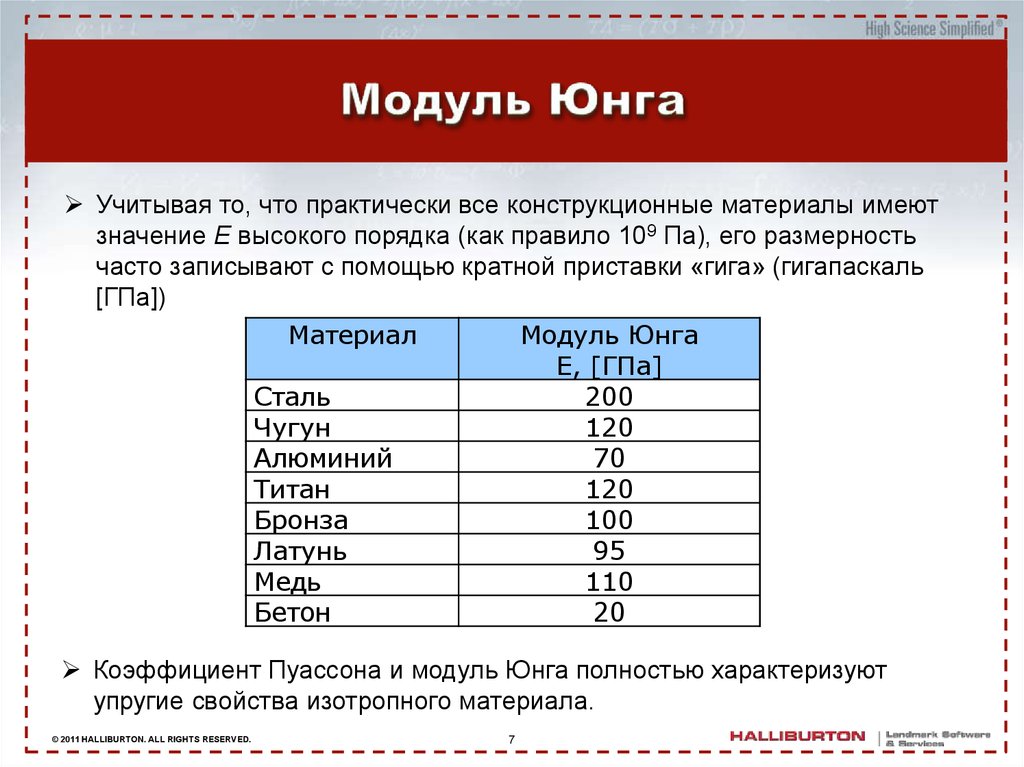 High Science Simplified®
Модуль Юнга
➢ Учитывая то, что практически все конструкционные материалы имеют
значение E высокого порядка (как правило 10⁹ Па), его размерность
часто записывают с помощью кратной приставки «гига» (гигапаскаль
[ГПа])
Материал Модуль Юнга
E, [ГПа]
Сталь 200
Чугун 120
Алюминий 70
Титан 120
Бронза 100
Латунь 95
Медь 110
Бетон 20
➢ Коэффициент Пуассона и модуль Юнга полностью характеризуют
упругие свойства изотропного материала.
© 2011 HALLIBURTON. ALL RIGHTS RESERVED. 7 HALLIBURTON | Landmark Software
& Services